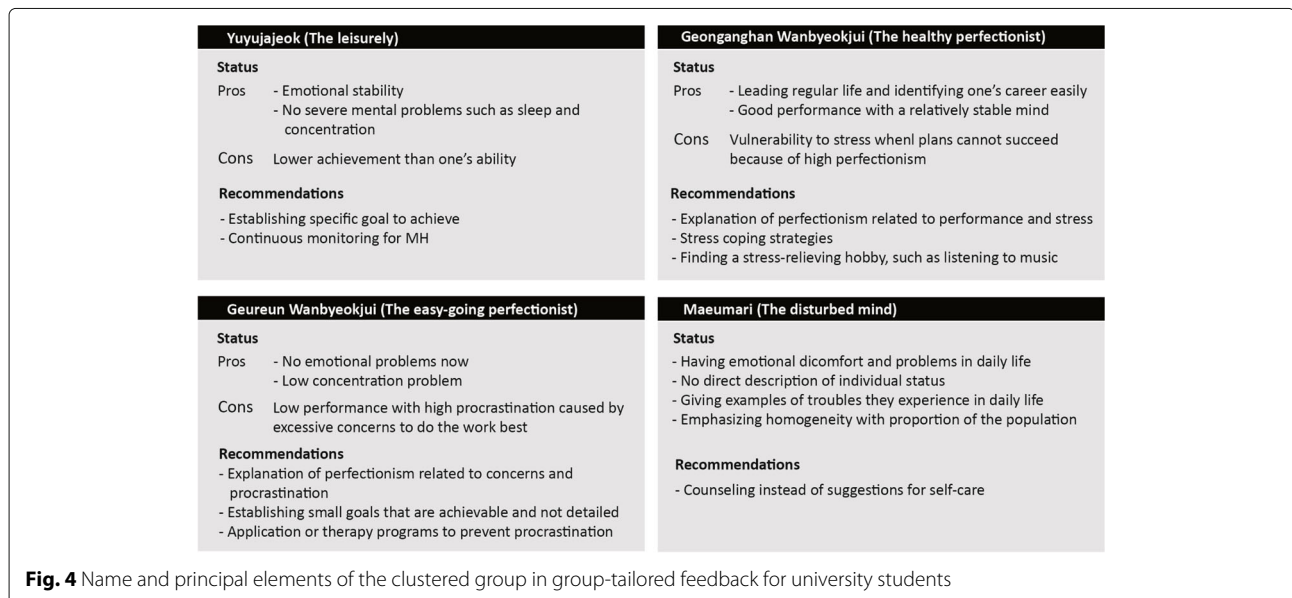 Yuyujajeok (The leisurely)
Status
Pros - Emotional stability
- No severe mental problems such as sleep and
concentration
Cons Lower achievement than one's ability
Recommendations
- Establishing specific goal to achieve
- Continuous monitoring for MH
Geonganghan Wanbyeokjui (The healthy perfectionist)
Status
Pros - Leading regular life and identifying one's career easily
- Good performance with a relatively stable mind
Cons Vulnerability to stress whenl plans cannot succeed
because of high perfectionism
Recommendations
- Explanation of perfectionism related to performance and stress
- Stress coping strategies
- Finding a stress-relieving hobby, such as listening to music
Geureun Wanbyeokjui (The easy-going perfectionist)
Status
Pros - No emotional problems now
- Low concentration problem
Cons Low performance with high procrastination caused by
excessive concerns to do the work best
Recommendations
- Explanation of perfectionism related to concerns and
procrastination
- Establishing small goals that are achievable and not detailed
- Application or therapy programs to prevent procrastination
Maeumari (The disturbed mind)
Status
- Having emotional dicomfort and problems in daily life
- No direct description of individual status
- Giving examples of troubles they experience in daily life
- Emphasizing homogeneity with proportion of the population
Recommendations
- Counseling instead of suggestions for self-care
Fig. 4 Name and principal elements of the clustered group in group-tailored feedback for university students